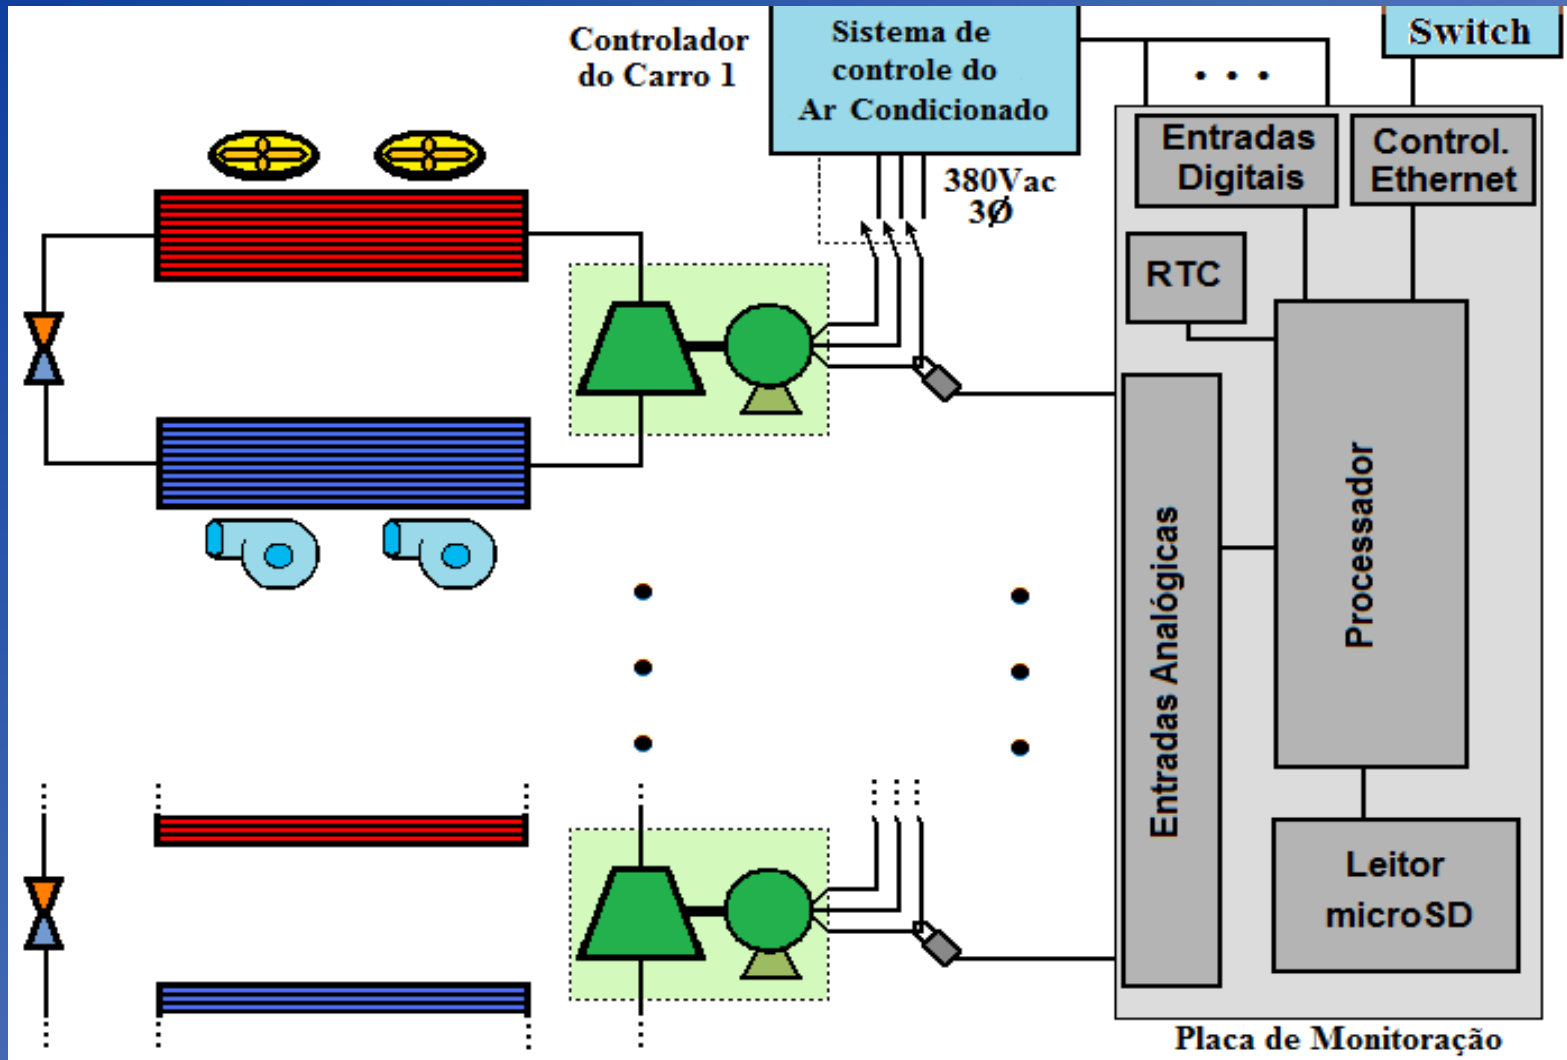 Controlador
do Carro 1
Sistema de
controle do
Ar Condicionado
Switch
. . .
380Vac
3Ø
Entradas
Digitais
Control.
Ethernet
RTC
Entradas Analógicas
Processador
Leitor
microSD
Placa de Monitoração